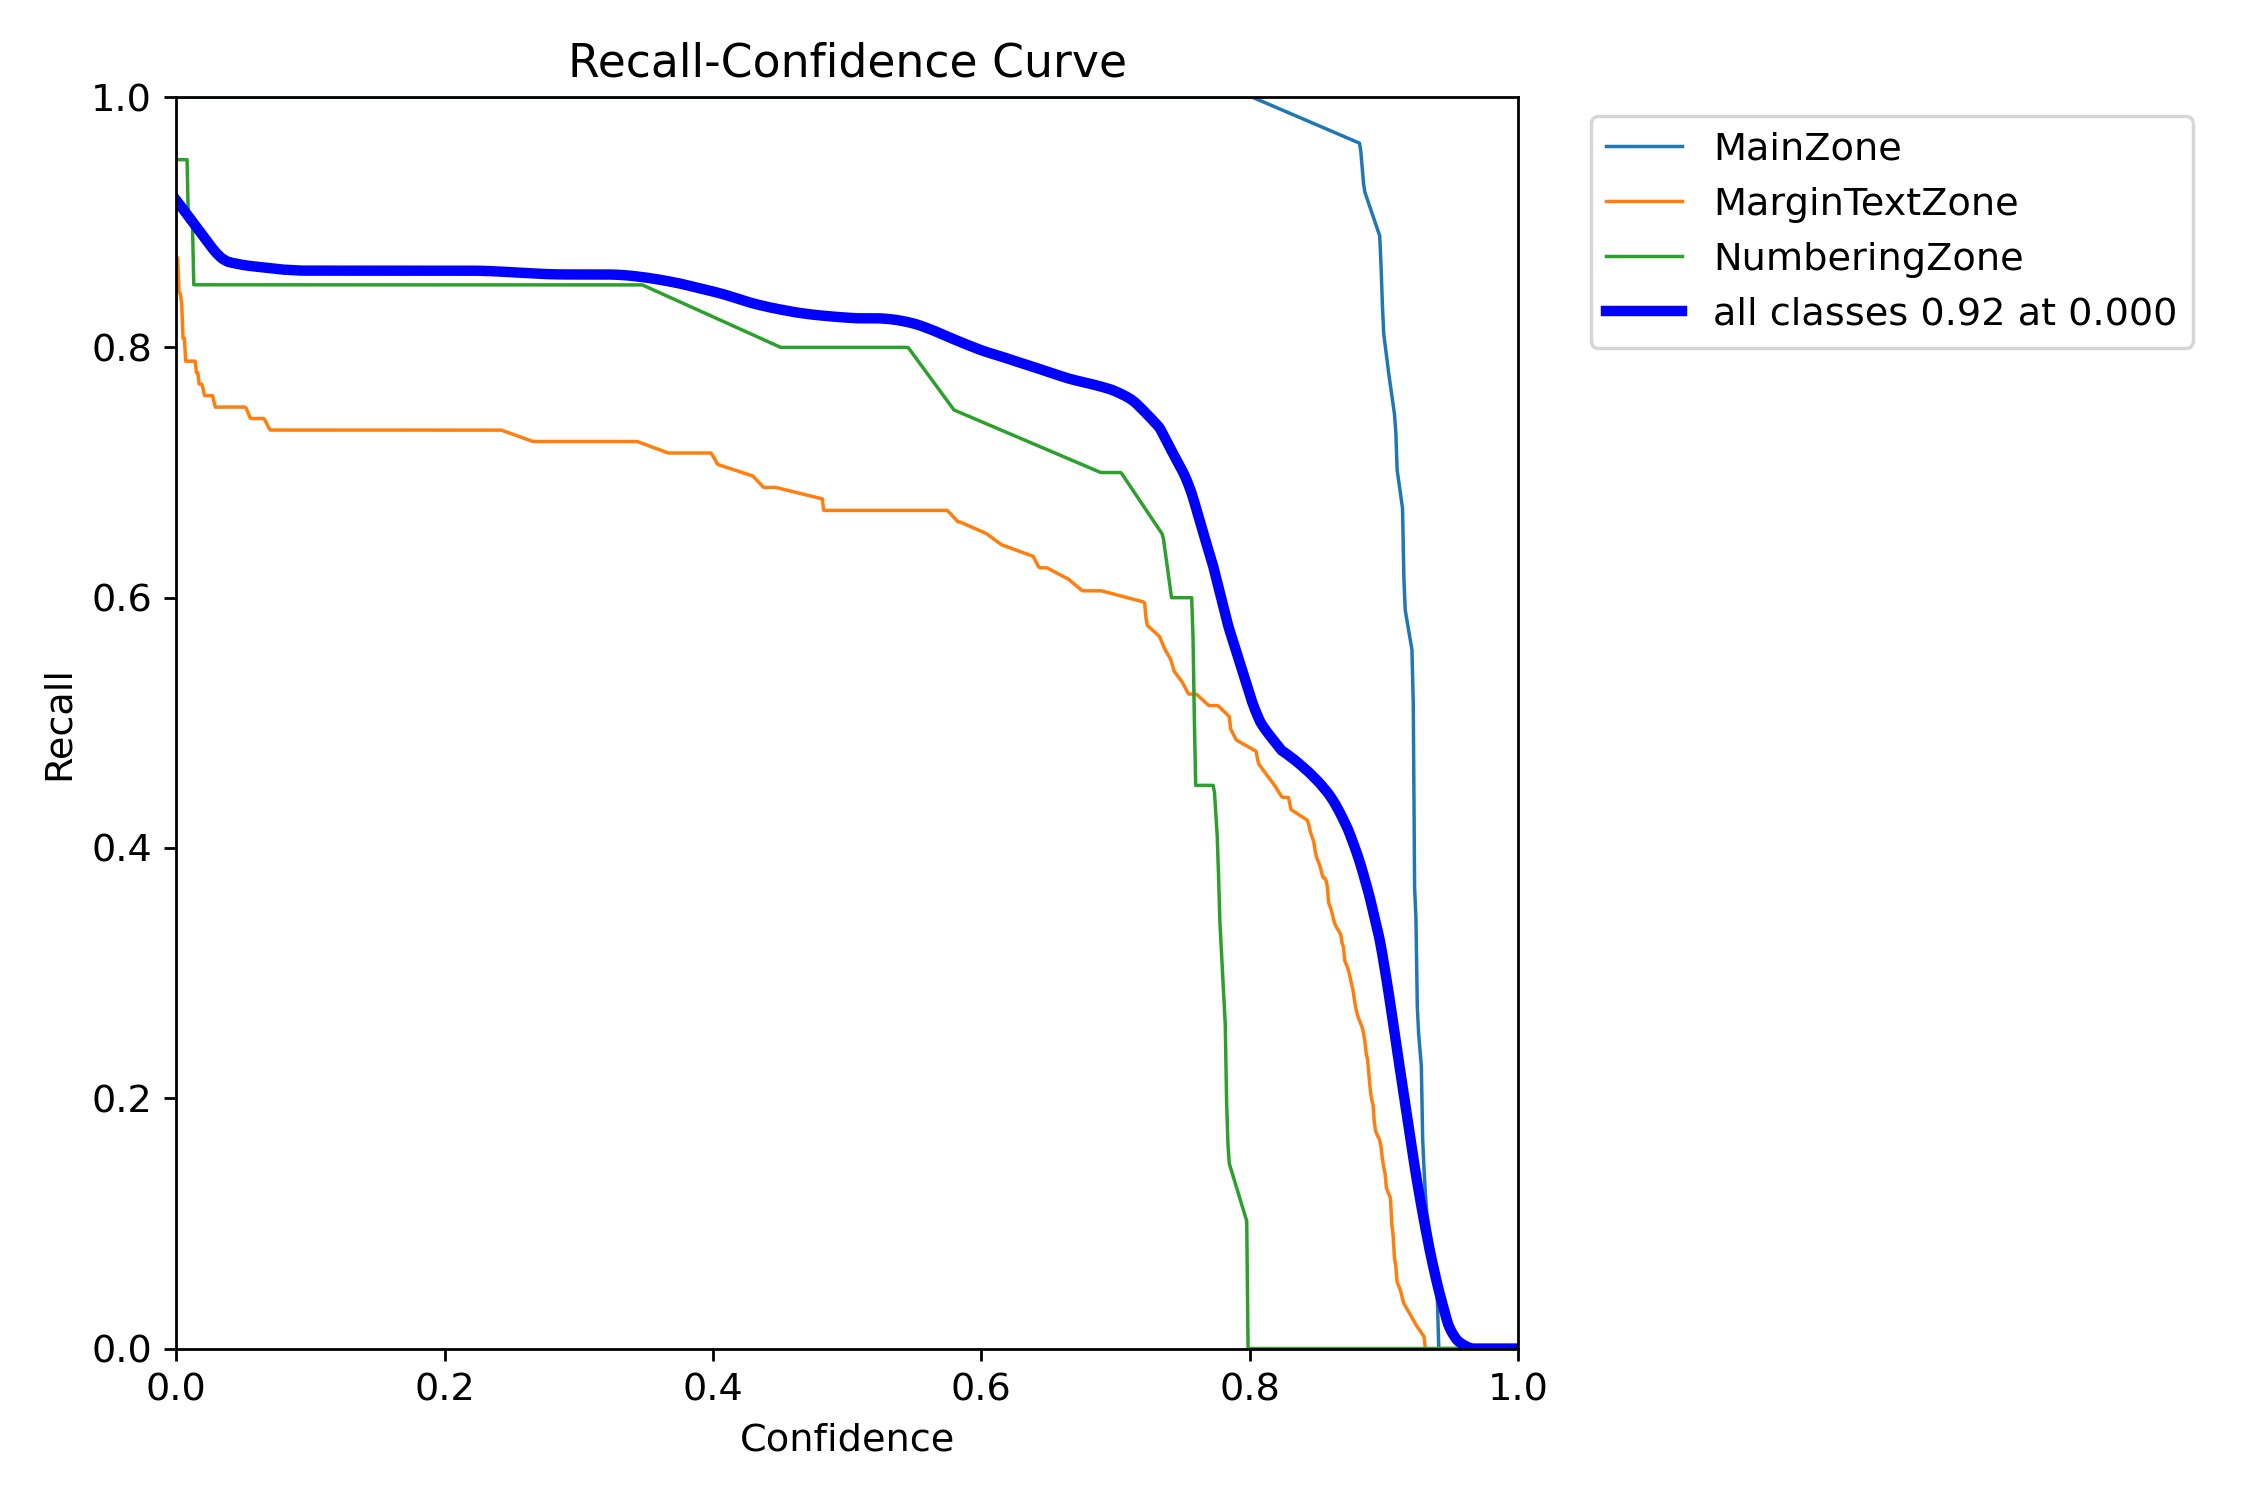 Recall-Confidence Curve
1.0
0.8
0.6
0.4
0.2
0.0
Recall
0.0 0.2 0.4 0.6 0.8 1.0
Confidence
MainZone
MarginTextZone
NumberingZone
all classes 0.92 at 0.000